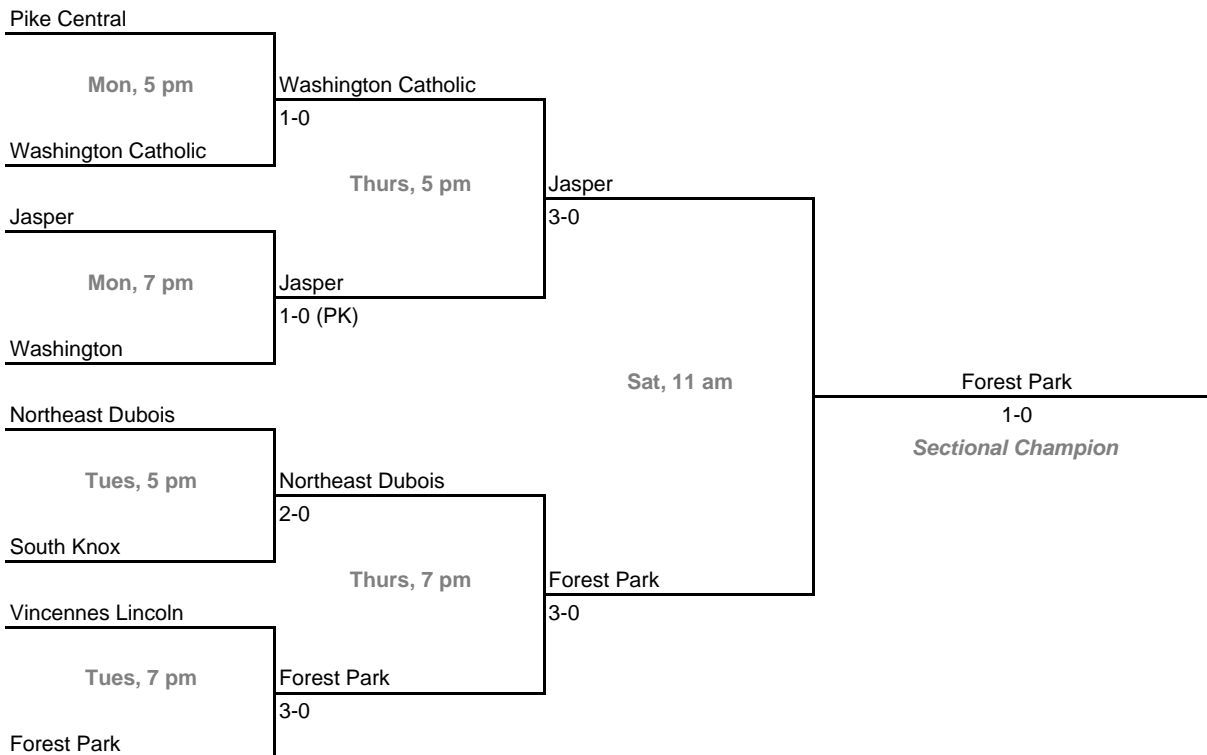 Pike Central
Mon, 5 pm
Washington Catholic
1-0
Washington Catholic
Thurs, 5 pm
Jasper
3-0
Jasper
Mon, 7 pm
Jasper
1-0 (PK)
Washington
Sat, 11 am
Forest Park
1-0
Sectional Champion
Northeast Dubois
Tues, 5 pm
Northeast Dubois
2-0
South Knox
Thurs, 7 pm
Forest Park
3-0
Vincennes Lincoln
Tues, 7 pm
Forest Park
3-0
Forest Park